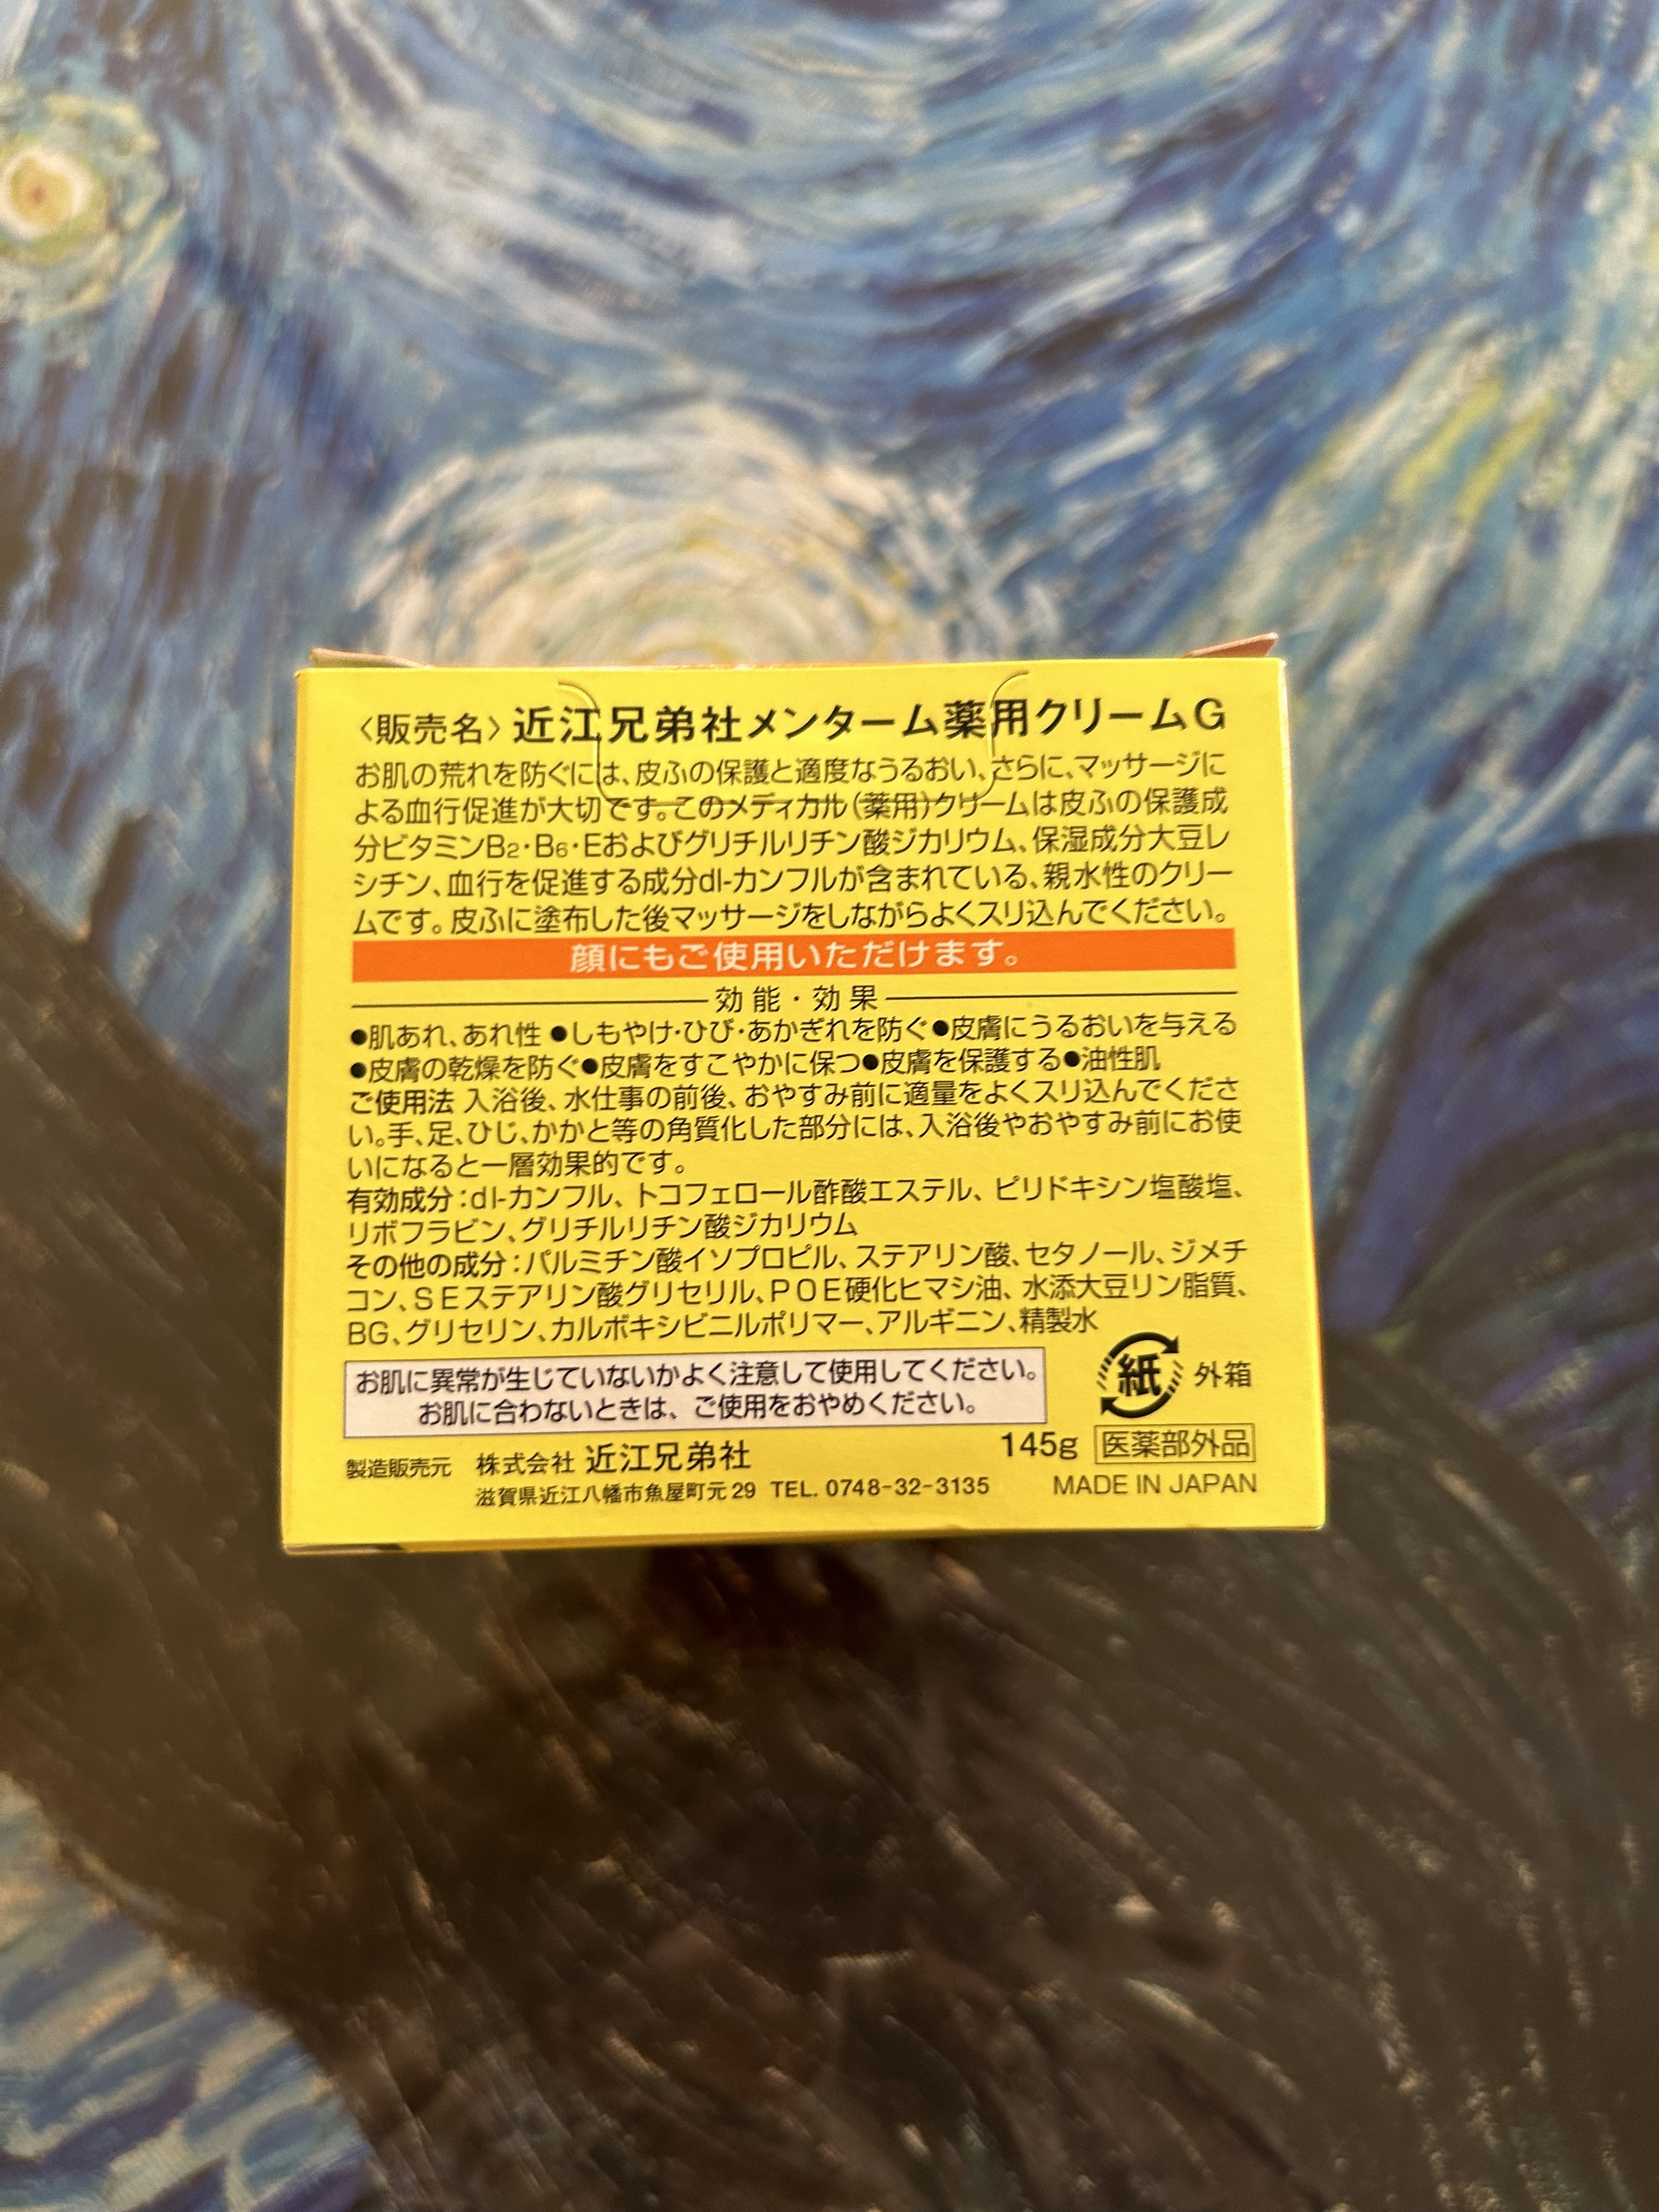 〈販売名〉近江兄弟社メンターム薬用クリームG
お肌の荒れを防ぐには、皮ふの保護と適度なうるおい、さらに、マッサージに
よる血行促進が大切です。このメディカル(薬用)クリームは皮ふの保護成
分ビタミンB2・B6・Eおよびグリチルリチン酸ジカリウム、保湿成分大豆レ
シチン、血行を促進する成分dl-カンフルが含まれている、親水性のクリー
ムです。皮ふに塗布した後マッサージをしながらよくスリ込んでください。
顔にもご使用いただけます。
効能・効果
●肌あれ、あれ性 ●しもやけ・ひび・あかぎれを防ぐ●皮膚にうるおいを与える
●皮膚の乾燥を防ぐ●皮膚をすこやかに保つ●皮膚を保護する●油性肌
ご使用法 入浴後、水仕事の前後、おやすみ前に適量をよくスリ込んでくださ
い。手、足、ひじ、かかと等の角質化した部分には、入浴後やおやすみ前にお使
いになると一層効果的です。
有効成分:dl-カンフル、トコフェロール酢酸エステル、ピリドキシン塩酸塩、
リボフラビン、グリチルリチン酸ジカリウム
その他の成分:パルミチン酸イソプロピル、ステアリン酸、セタノール、ジメチ
コン、SEステアリン酸グリセリル、POE硬化ヒマシ油、水添大豆リン脂質、
BG、グリセリン、カルボキシビニルポリマー、アルギニン、精製水
お肌に異常が生じていないかよく注意して使用してください。
お肌に合わないときは、ご使用をおやめください。
紙 外箱
145g 医薬部外品
製造販売元 株式会社 近江兄弟社
滋賀県近江八幡市魚屋町元29 TEL. 0748-32-3135
MADE IN JAPAN